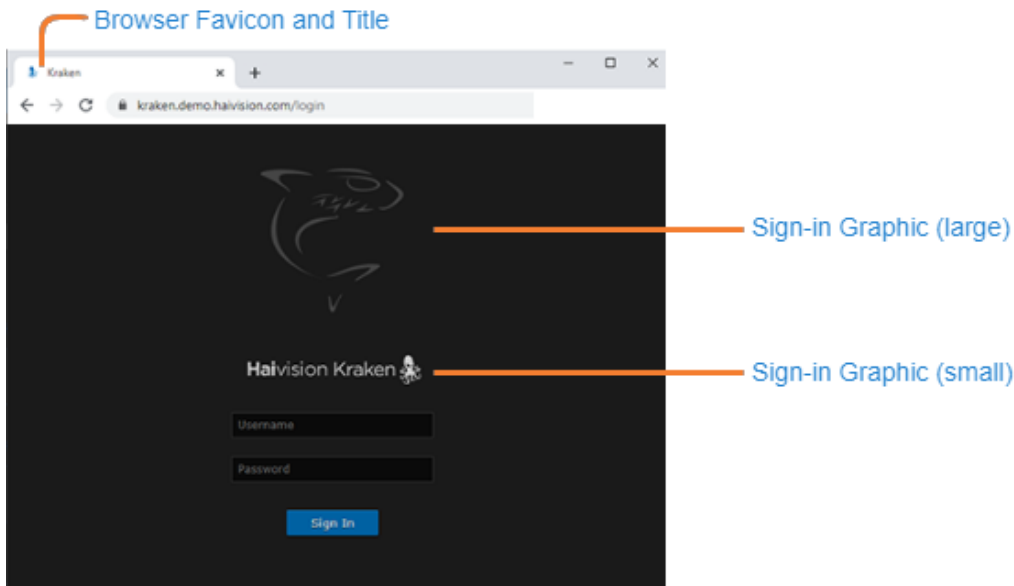 Browser Favicon and Title
Kraken
kraken.demo.haivision.com/login
Sign-in Graphic (large)
Haivision Kraken
Sign-in Graphic (small)
Username
Password
Sign In